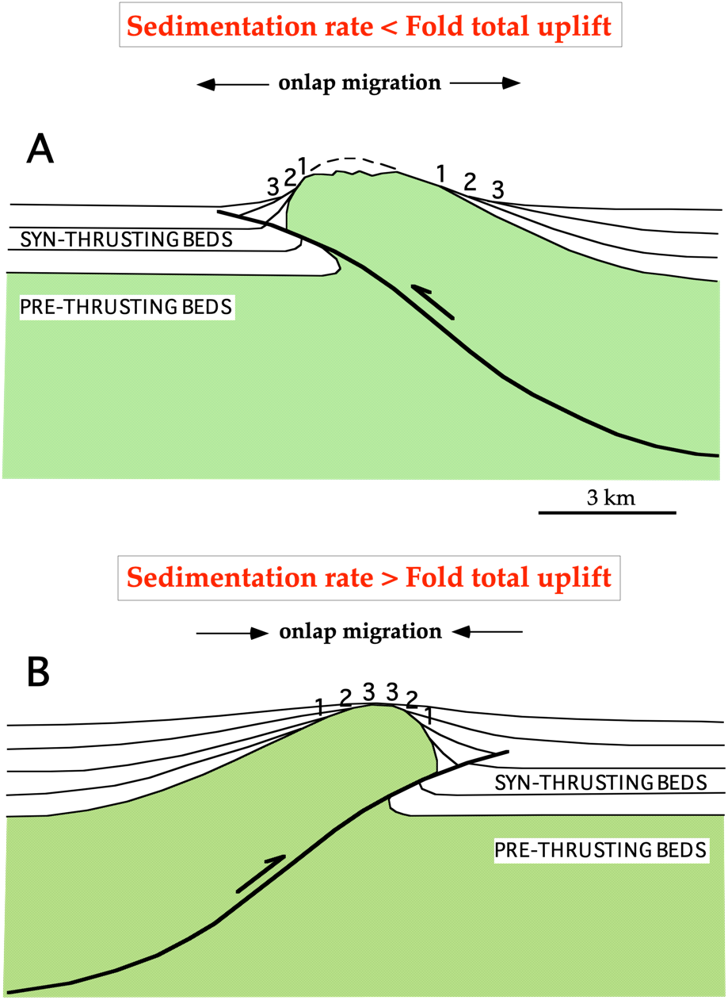 Sedimentation rate < Fold total uplift
onlap migration
A
3 2 1 1 2 3
SYN-THRUSTING BEDS
PRE-THRUSTING BEDS
3 km
Sedimentation rate > Fold total uplift
onlap migration
B
1 2 3 3 2 1
SYN-THRUSTING BEDS
PRE-THRUSTING BEDS